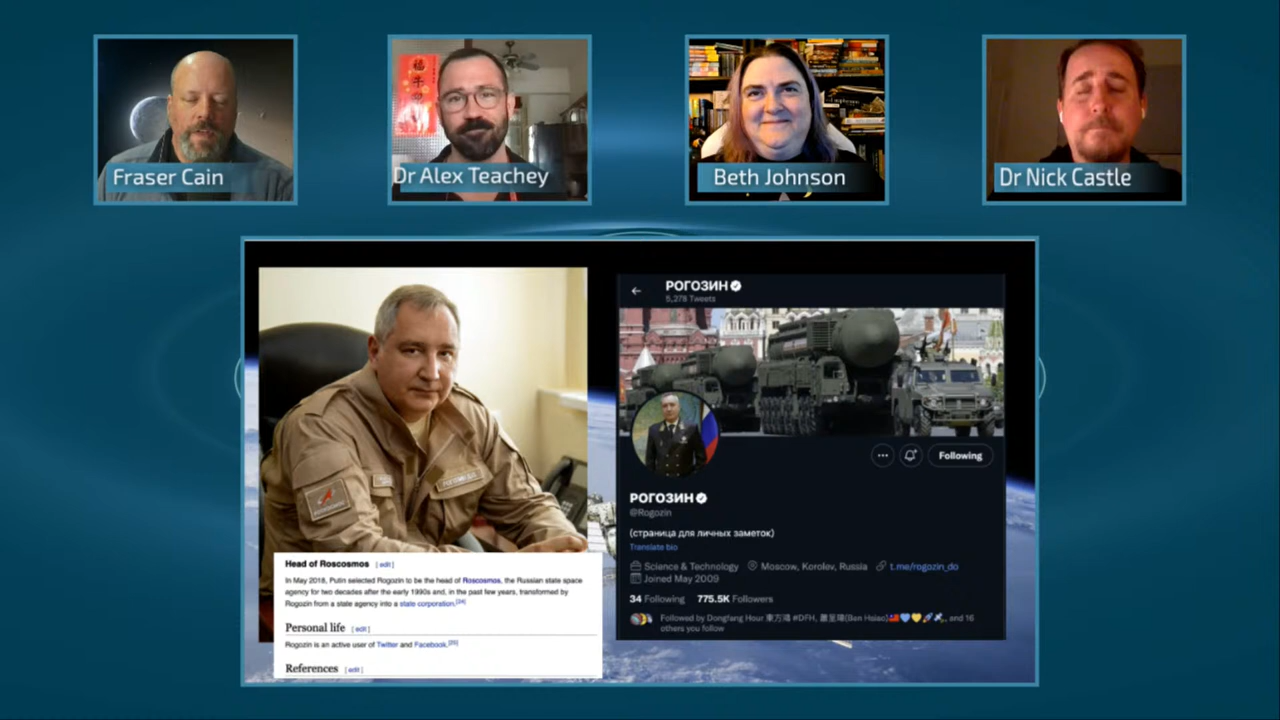 Fraser Cain
Dr Alex Teachey
Beth Johnson
Dr Nick Castle
Head of Roscosmos [ edit ]
In May 2018, Putin selected Rogozin to be the head of Roscosmos, the Russian state space
agency for two decades after the early 1990s and, in the past few years, transformed by
Rogozin from a state agency into a state corporation.[24]
Personal life [ edit ]
Rogozin is an active user of Twitter and Facebook.[25]
References [ edit ]
РОГОЗИН
5,278 Tweets
Following
РОГОЗИН
@Rogozin
(страница для личных заметок)
Translate bio
Science & Technology Moscow, Korolev, Russia t.me/rogozin_do
Joined May 2009
34 Following 775.5K Followers
Followed by Dongfang Hour 東方鴻 #DFH, (Ben Hsiao) and 16
others you follow